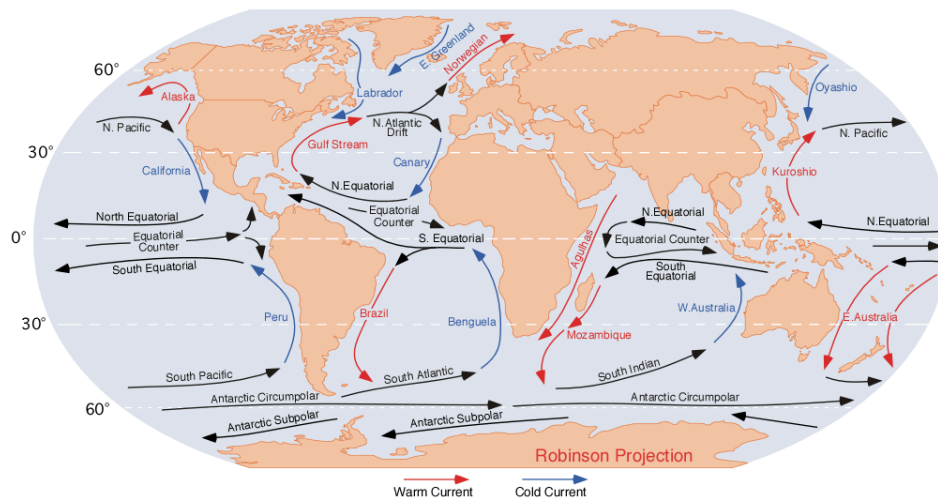 E. Greenland
Norwegian
60°
Labrador
Oyashio
Alaska
N. Pacific
N. Atlantic
Drift
N. Pacific
Gulf Stream
30°
California
Canary
Kuroshio
N.Equatorial
North Equatorial
Equatorial
Counter
N.Equatorial
N.Equatorial
0°
Equatorial
Counter
S. Equatorial
Equatorial Counter
South Equatorial
Agulhas
South
Equatorial
Peru
Brazil
Benguela
W.Australia
E.Australia
30°
Mozambique
South Pacific
South Atlantic
South Indian
Antarctic Circumpolar
Antarctic Circumpolar
60°
Antarctic Subpolar
Antarctic Subpolar
Robinson Projection
Warm Current
Cold Current